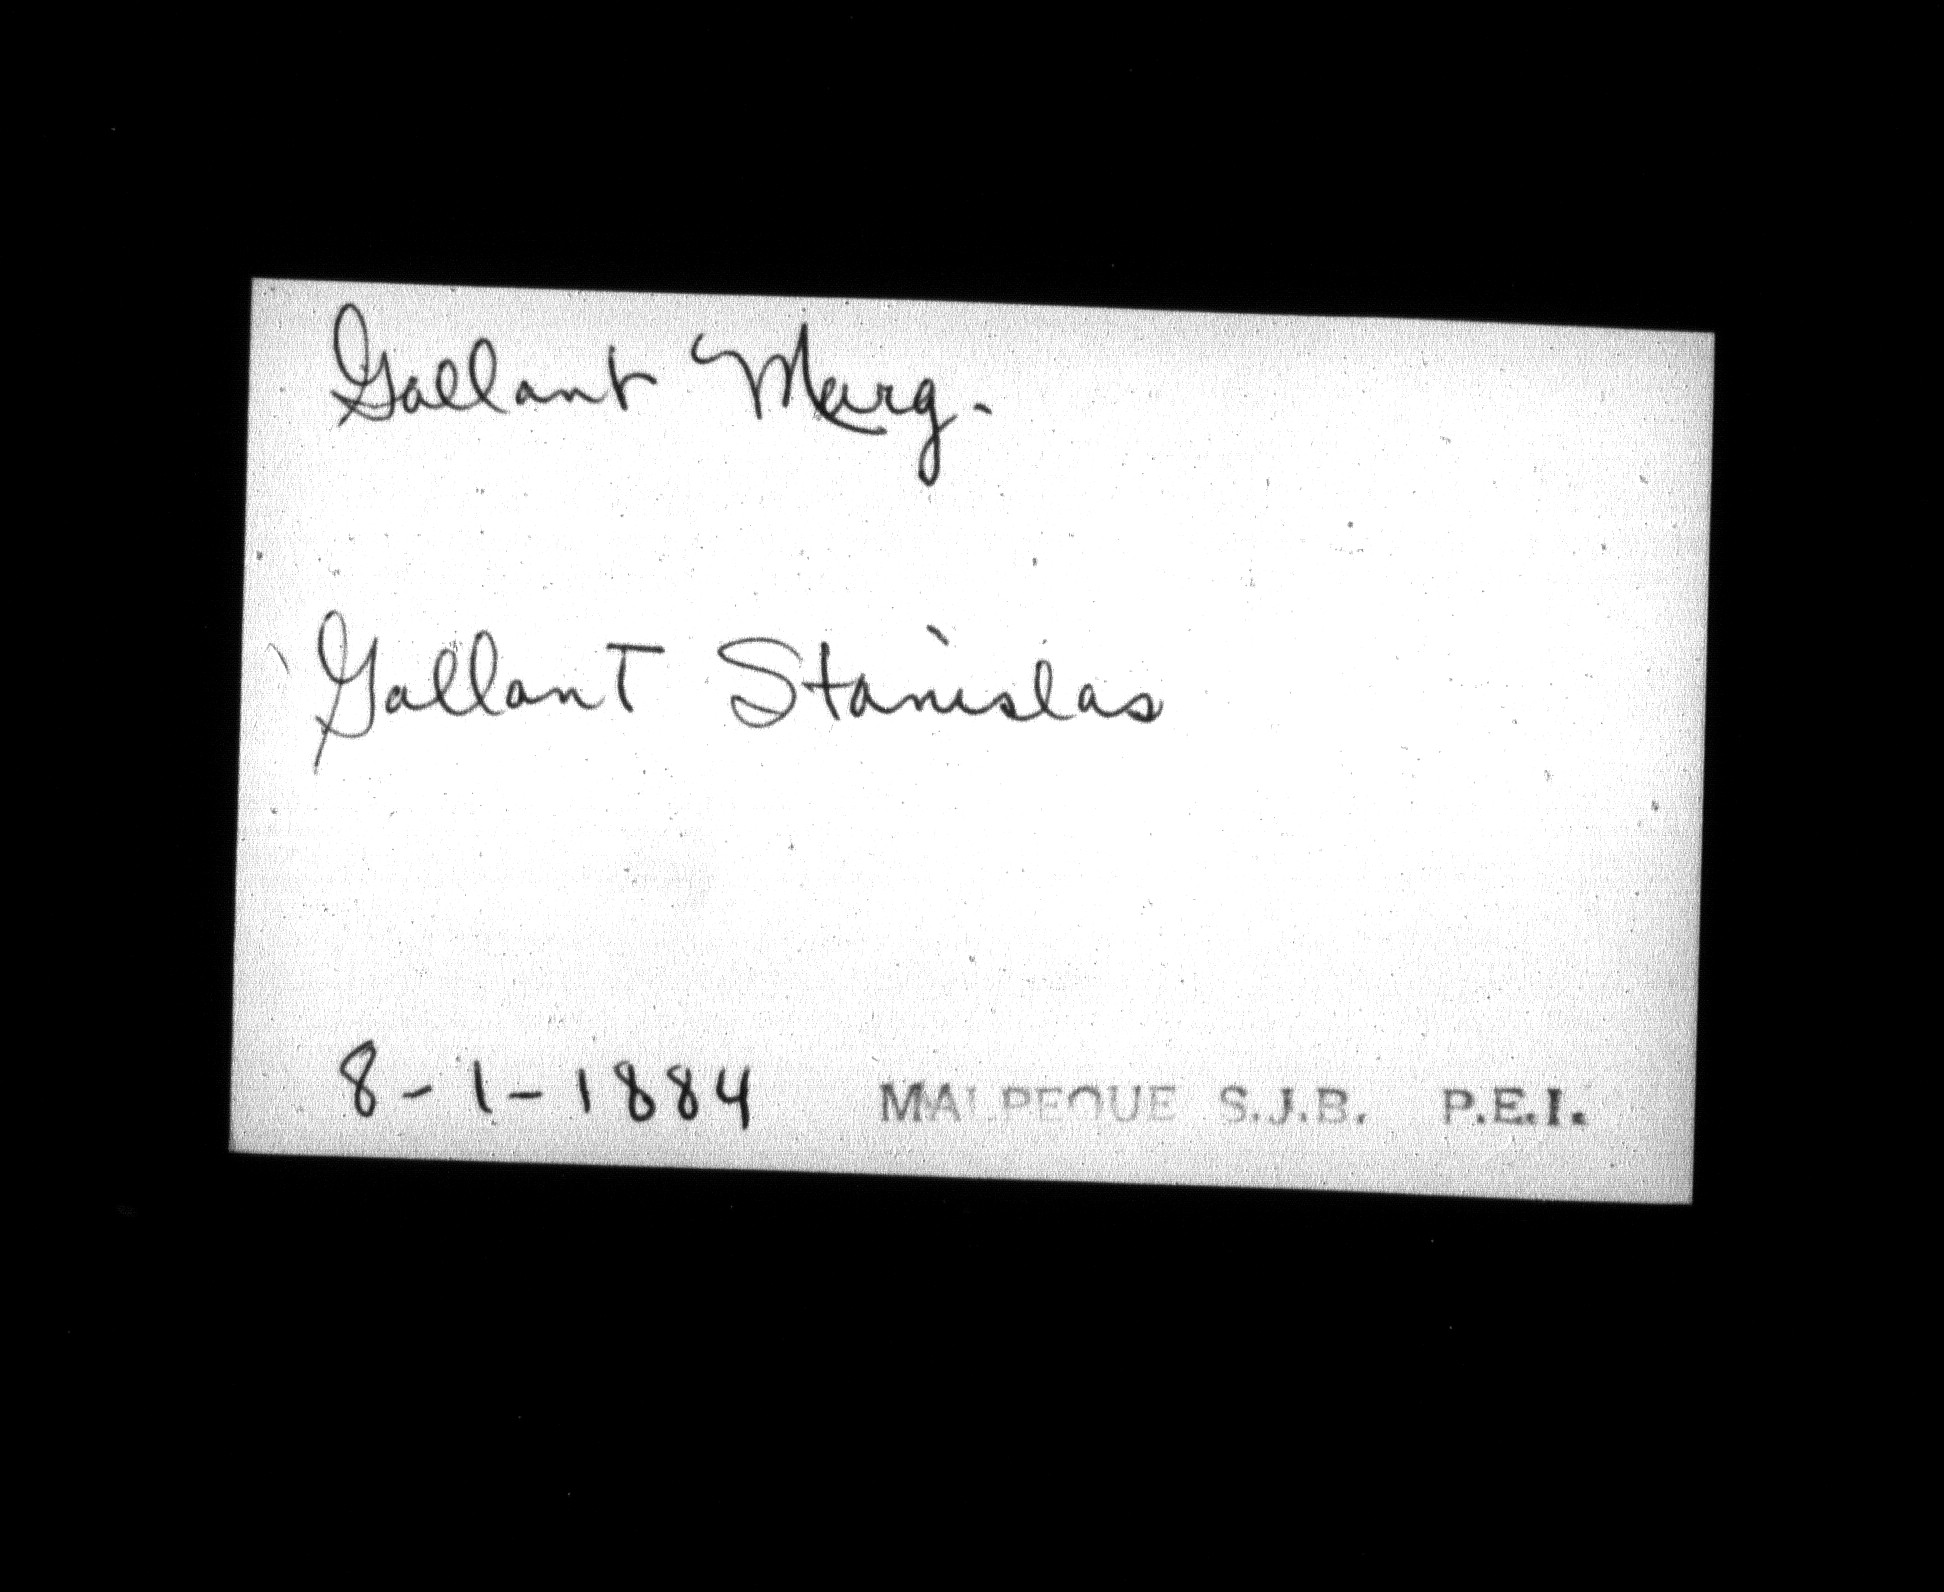 Gallant Marg.
Gallant Stanislas
8-1-1884 MALPEQUE S.J.B. P.E.I.